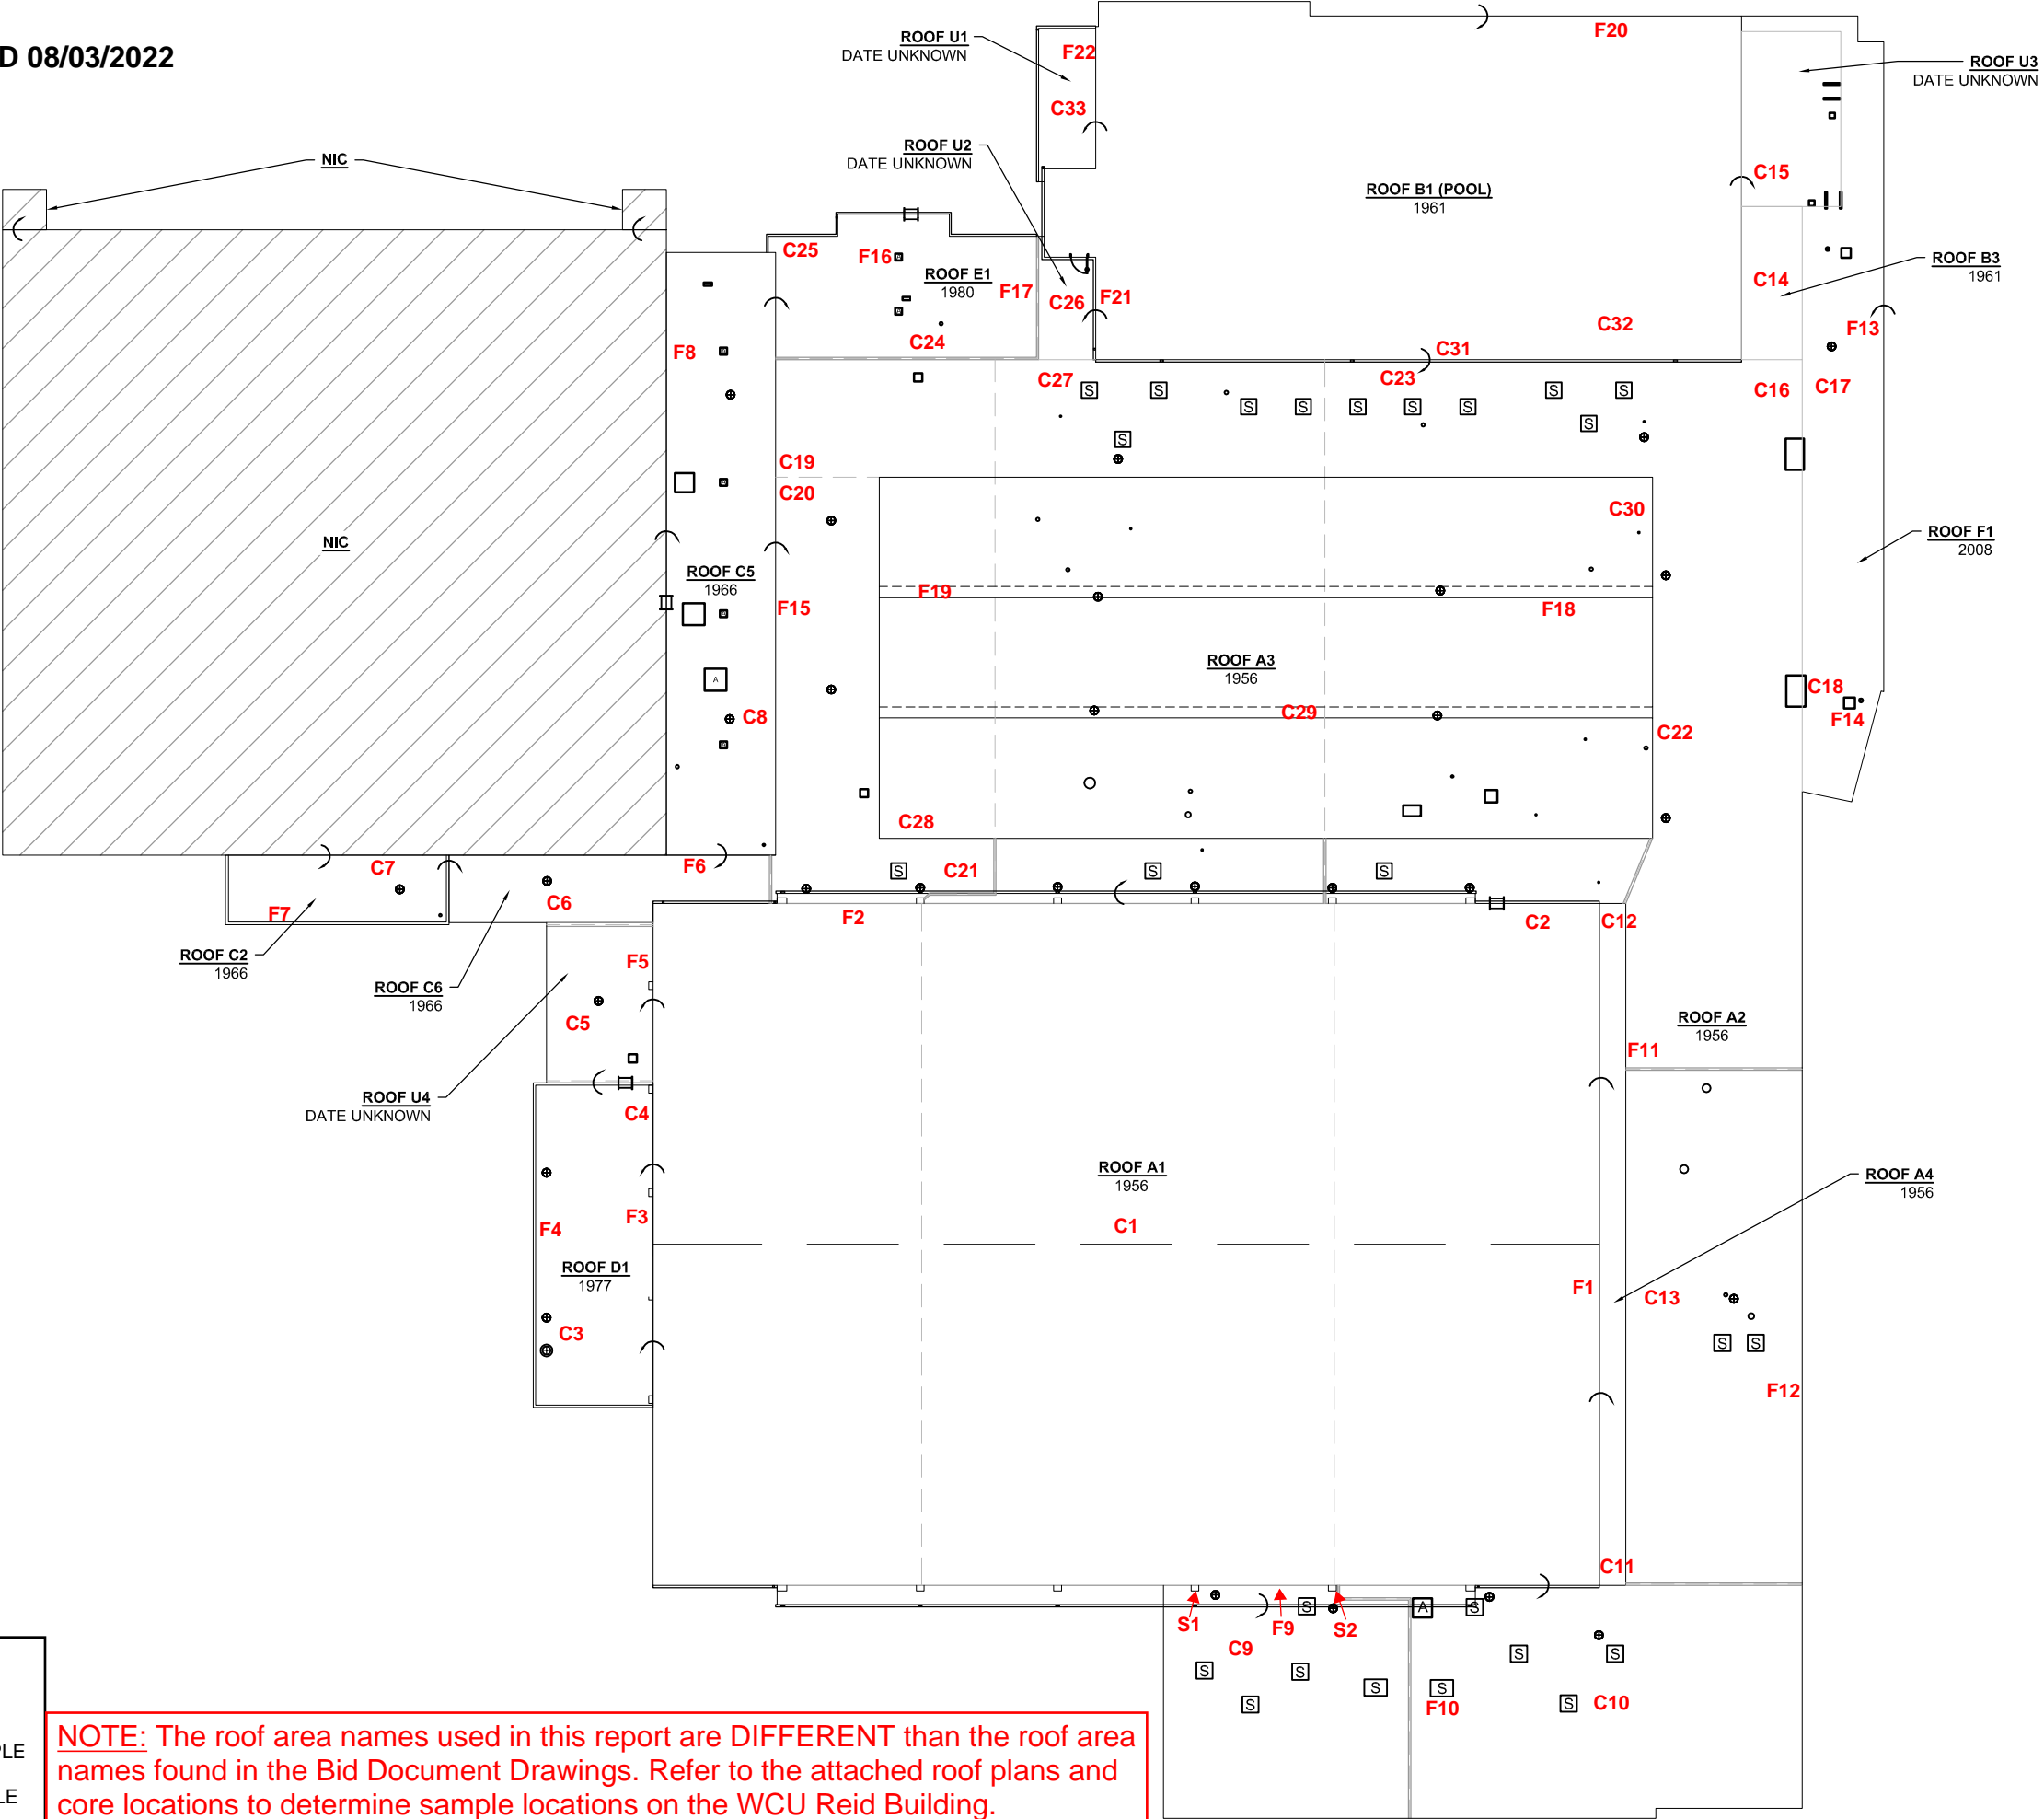 D 08/03/2022
ROOF U1
DATE UNKNOWN
F22
C33
F20
ROOF U3
DATE UNKNOWN
NIC
ROOF U2
DATE UNKNOWN
ROOF B1 (POOL)
1961
C15
C25
F16
ROOF E1
1980
F17
C26
F21
C14
ROOF B3
1961
C24
C32
F13
F8
C31
C27
S
S
C23
S
S
C16
C17
S
S
S
S
S
S
S
C19
C20
C30
NIC
ROOF F1
2008
ROOF C5
1966
F15
F19
F18
ROOF A3
1956
A
C8
C29
C18
F14
C22
C28
C7
F6
S
C21
S
S
C6
F7
F2
C2
C12
ROOF C2
1966
F5
ROOF C6
1966
C5
ROOF A2
1956
F11
ROOF U4
DATE UNKNOWN
C4
ROOF A1
1956
ROOF A4
1956
F3
F4
C1
ROOF D1
1977
F1
C13
C3
S
S
F12
C11
S
A
S
S1
F9
S2
C9
S
S
S
S
S
S
S
S
F10
S
C10
PLE
LE
NOTE: The roof area names used in this report are DIFFERENT than the roof area
names found in the Bid Document Drawings. Refer to the attached roof plans and
core locations to determine sample locations on the WCU Reid Building.